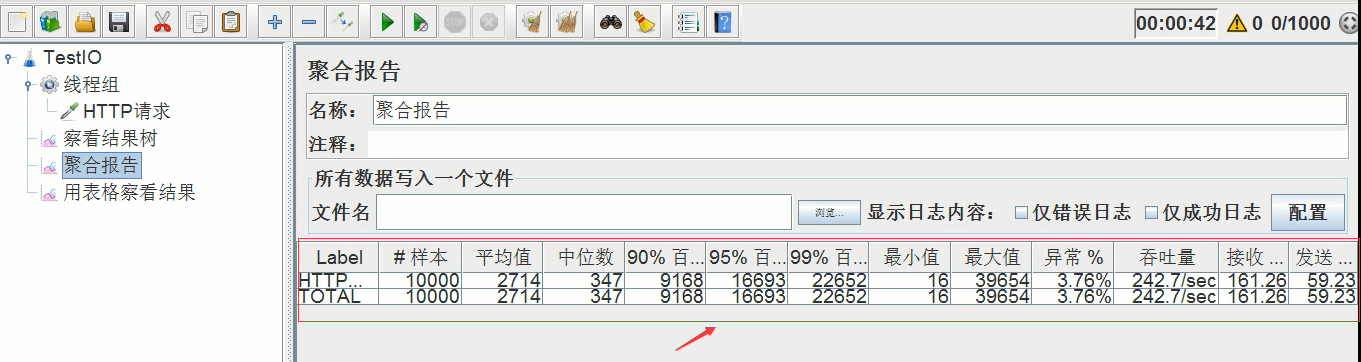 00:00:42 0 0/1000
TestIO
线程组
HTTP请求
察看结果树
聚合报告
用表格察看结果
聚合报告
名称： 聚合报告
注释：
所有数据写入一个文件
文件名 浏览... 显示日志内容： 仅错误日志 仅成功日志 配置
Label # 样本 平均值 中位数 90% 百... 95% 百... 99% 百... 最小值 最大值 异常 % 吞吐量 接收 ... 发送 ...
HTTP... 10000 2714 347 9168 16693 22652 16 39654 3.76% 242.7/sec 161.26 59.23
TOTAL 10000 2714 347 9168 16693 22652 16 39654 3.76% 242.7/sec 161.26 59.23